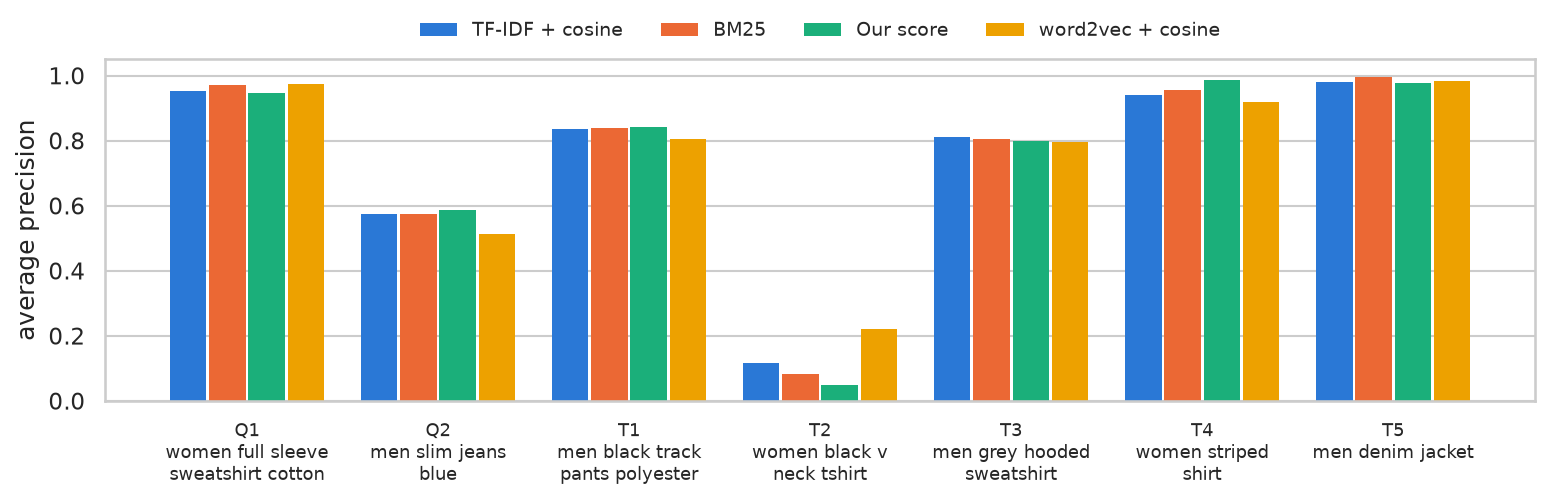 TF-IDF + cosine BM25 Our score word2vec + cosine
average precision
1.0
0.8
0.6
0.4
0.2
0.0
Q1
women full sleeve
sweatshirt cotton
Q2
men slim jeans
blue
T1
men black track
pants polyester
T2
women black v
neck tshirt
T3
men grey hooded
sweatshirt
T4
women striped
shirt
T5
men denim jacket